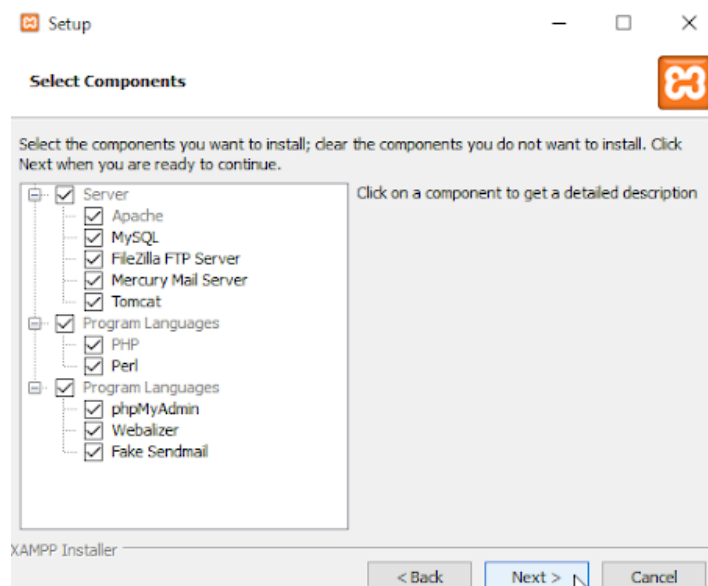 Setup
Select Components
Select the components you want to install; clear the components you do not want to install. Click
Next when you are ready to continue.
Server
Apache
MySQL
FileZilla FTP Server
Mercury Mail Server
Tomcat
Program Languages
PHP
Perl
Program Languages
phpMyAdmin
Webalizer
Fake Sendmail
Click on a component to get a detailed description
XAMPP Installer
< Back
Next >
Cancel